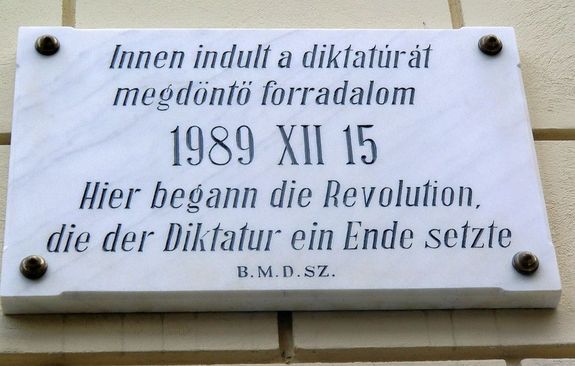 Innen indult a diktatúrát
megdöntő forradalom
1989 XII 15
Hier begann die Revolution,
die der Diktatur ein Ende setzte
B.M.D.SZ.